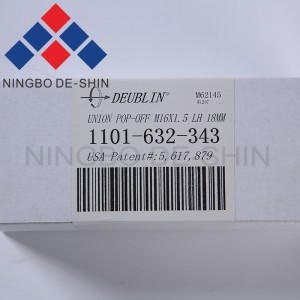 NINGBO DE-SHIN
DEUBLIN®
M62145
UNION POP-OFF M16X1.5 LH 18MM
1101-632-343
USA Patent#:5,617,879
NINGBO DE-SHIN